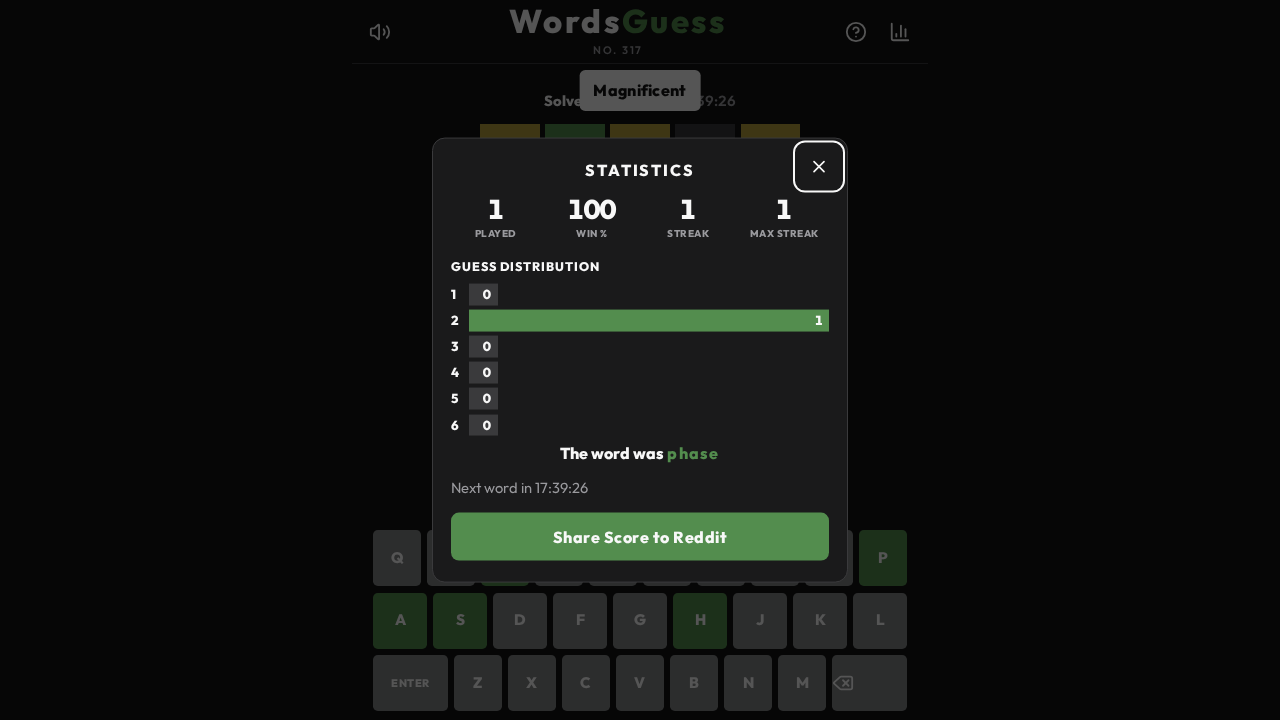 WordsGuess
NO. 317
Magnificent
Solve
39:26
STATISTICS
1 100 1 1
PLAYED WIN % STREAK MAX STREAK
GUESS DISTRIBUTION
1 0
2 1
3 0
4 0
5 0
6 0
The word was phase
Next word in 17:39:26
Share Score to Reddit
Q P
A S D F G H J K L
ENTER Z X C V B N M